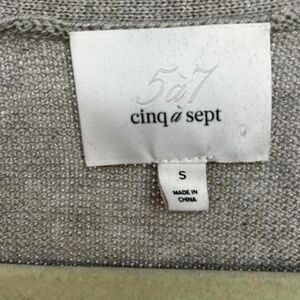 5à7
cinq à sept
S
MADE IN
CHINA